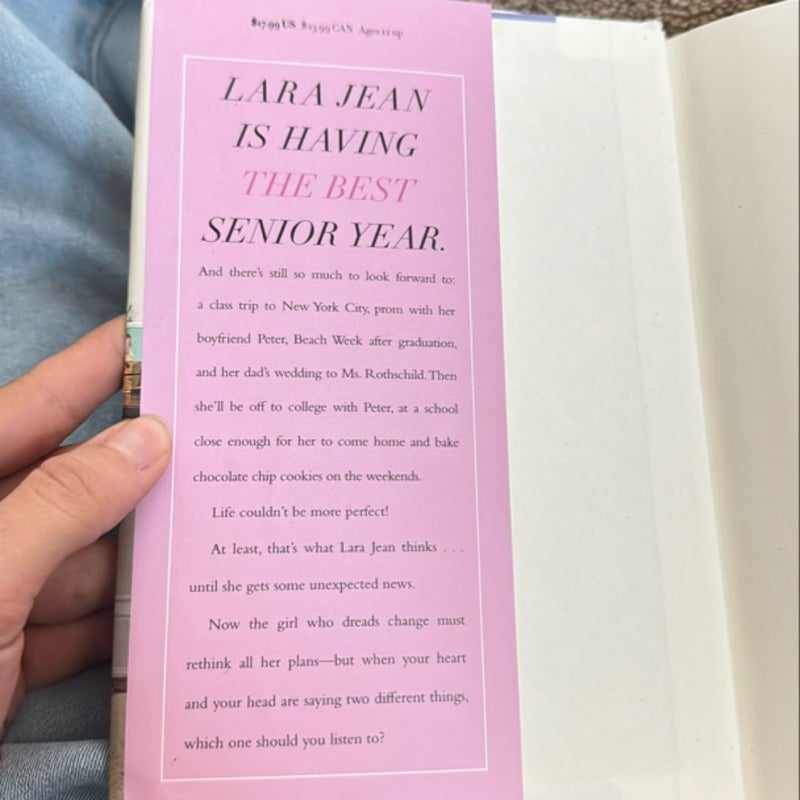 $17.99 US $23.99 CAN Ages 12 up
LARA JEAN
IS HAVING
THE BEST
SENIOR YEAR.
And there's still so much to look forward to:
a class trip to New York City, prom with her
boyfriend Peter, Beach Week after graduation,
and her dad's wedding to Ms. Rothschild. Then
she'll be off to college with Peter, at a school
close enough for her to come home and bake
chocolate chip cookies on the weekends.
Life couldn't be more perfect!
At least, that's what Lara Jean thinks . . .
until she gets some unexpected news.
Now the girl who dreads change must
rethink all her plans—but when your heart
and your head are saying two different things,
which one should you listen to?